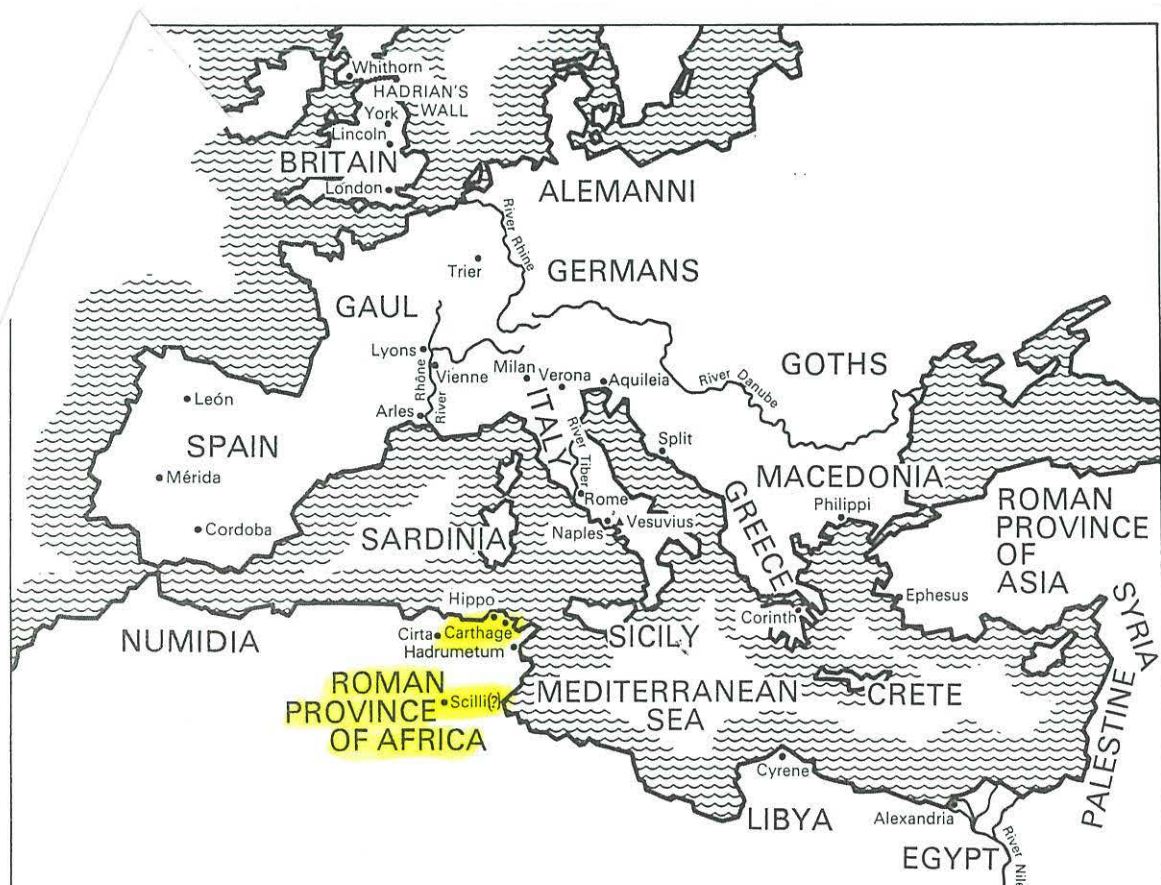 Whithorn
HADRIAN'S
WALL
York
Lincoln
BRITAIN
London
ALEMANNI
River Rhine
Trier
GERMANS
GAUL
Lyons
Vienne
River Rhône
Milan
Verona
Aquileia
River Danube
GOTHS
León
Arles
ITALY
SPAIN
River Tiber
Split
Mérida
MACEDONIA
Philippi
Rome
Vesuvius
Naples
Cordoba
SARDINIA
GREECE
ROMAN
PROVINCE
OF
ASIA
Ephesus
SYRIA
Hippo
Corinth
NUMIDIA
Cirta
Carthage
Hadrumetum
SICILY
ROMAN
PROVINCE
OF AFRICA
Scilli(?)
MEDITERRANEAN
SEA
CRETE
PALESTINE
Cyrene
LIBYA
Alexandria
EGYPT
River Nile